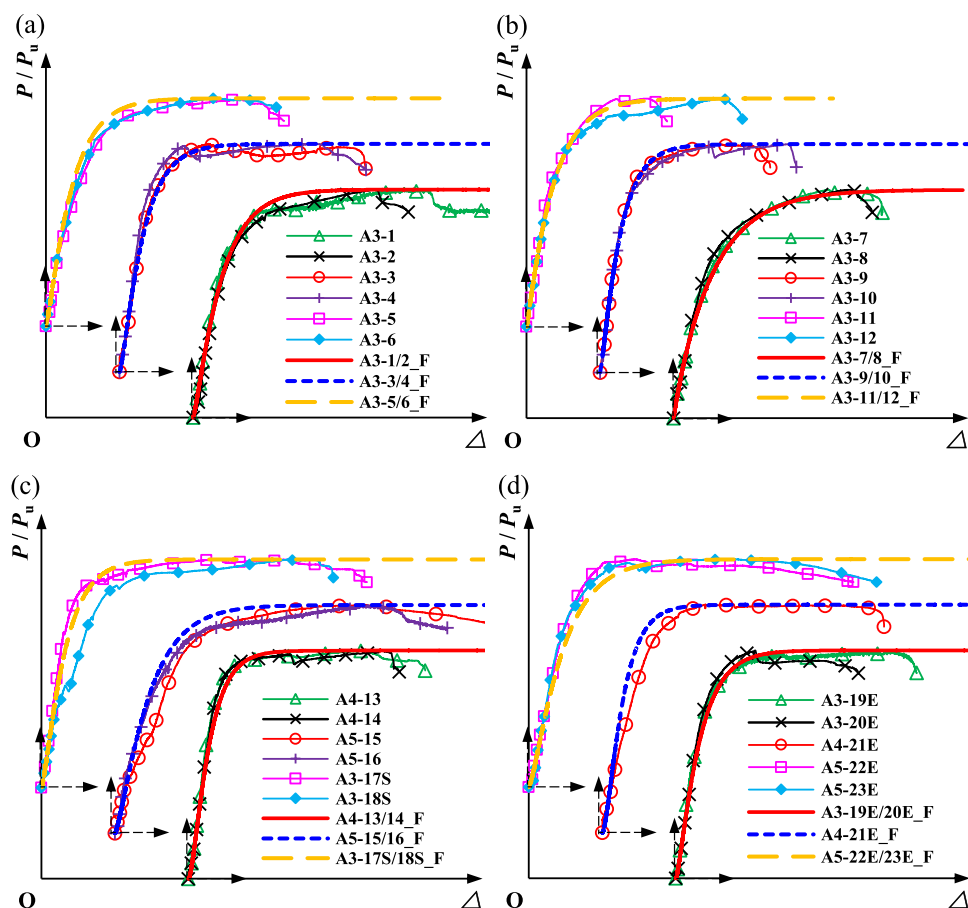 (a)
P / Pu
A3-1
A3-2
A3-3
A3-4
A3-5
A3-6
A3-1/2_F
A3-3/4_F
A3-5/6_F
O
△
(b)
P / Pu
A3-7
A3-8
A3-9
A3-10
A3-11
A3-12
A3-7/8_F
A3-9/10_F
A3-11/12_F
O
△
(c)
P / Pu
A4-13
A4-14
A5-15
A5-16
A3-17S
A3-18S
A4-13/14_F
A5-15/16_F
A3-17S/18S_F
O
△
(d)
P / Pu
A3-19E
A3-20E
A4-21E
A5-22E
A5-23E
A3-19E/20E_F
A4-21E_F
A5-22E/23E_F
O
△